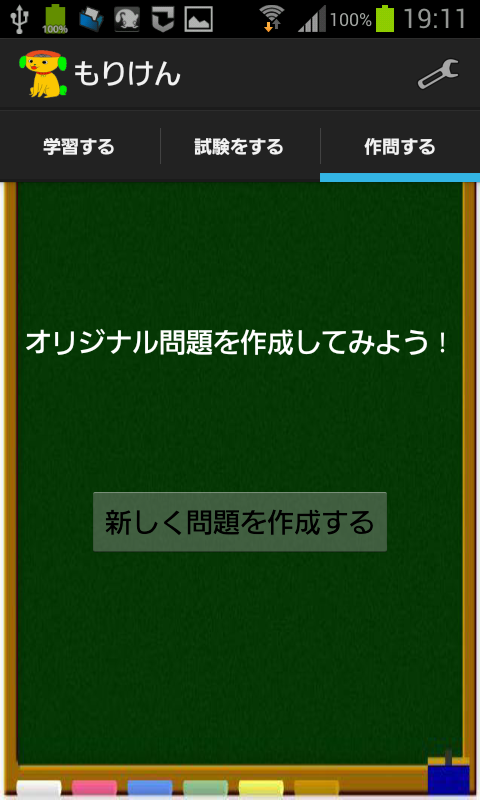 100%
100%
19:11
もりけん
学習する
試験をする
作問する
オリジナル問題を作成してみよう！
新しく問題を作成する